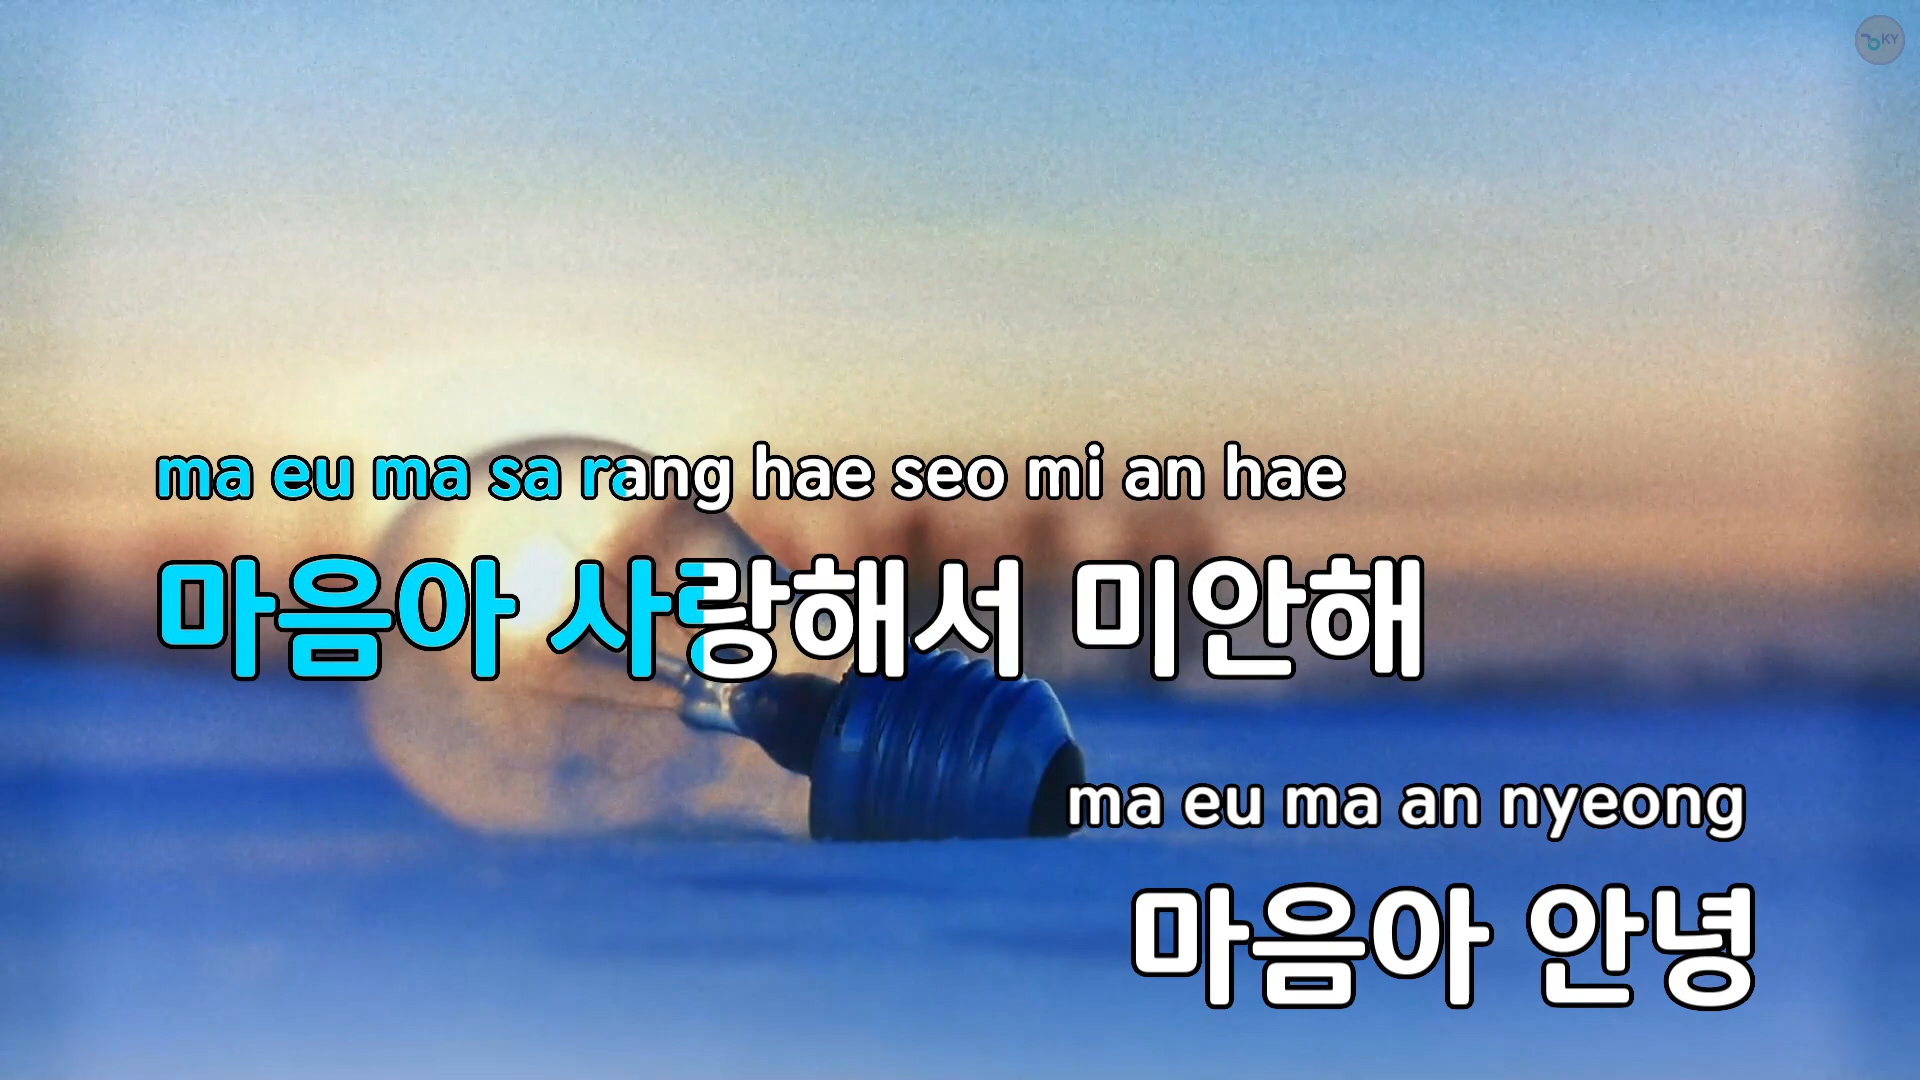 KY
ma eu ma sa rang hae seo mi an hae
마음아 사랑해서 미안해
ma eu ma an nyeong
마음아 안녕